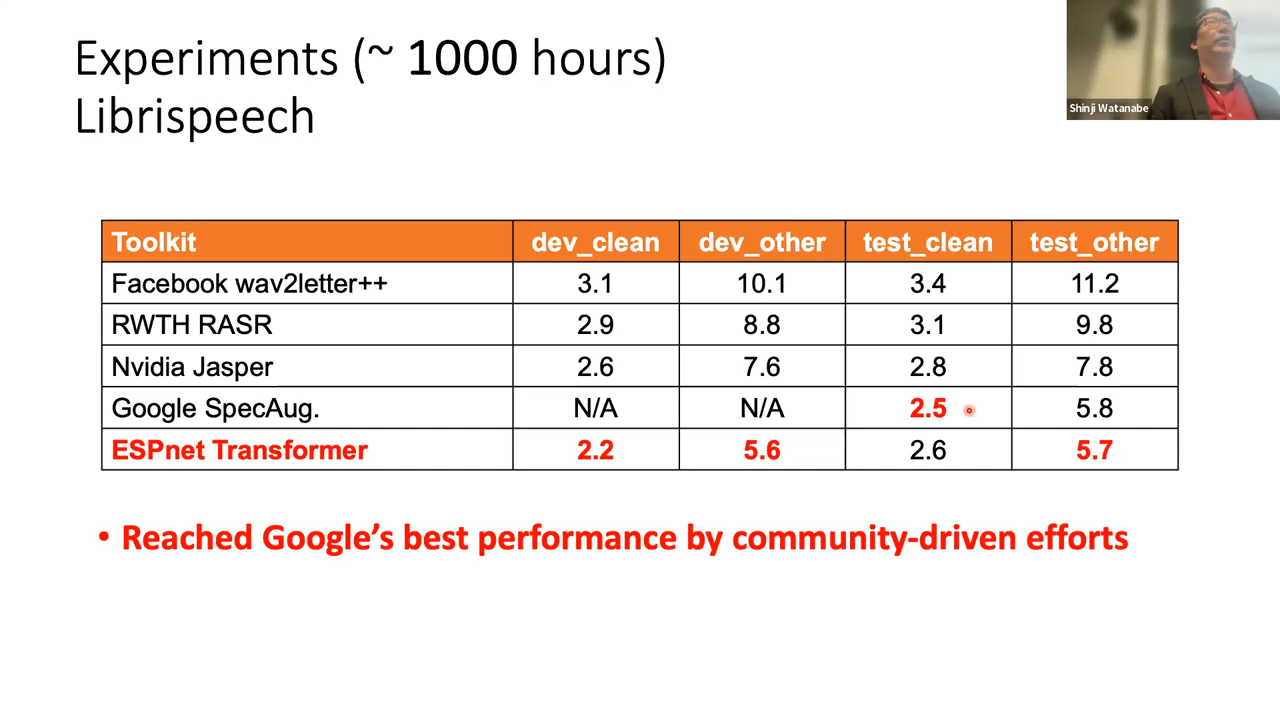 Experiments (~ 1000 hours)
Librispeech
Shinji Watanabe
Toolkit dev_clean dev_other test_clean test_other
Facebook wav2letter++ 3.1 10.1 3.4 11.2
RWTH RASR 2.9 8.8 3.1 9.8
Nvidia Jasper 2.6 7.6 2.8 7.8
Google SpecAug. N/A N/A 2.5 5.8
ESPnet Transformer 2.2 5.6 2.6 5.7
• Reached Google’s best performance by community-driven efforts